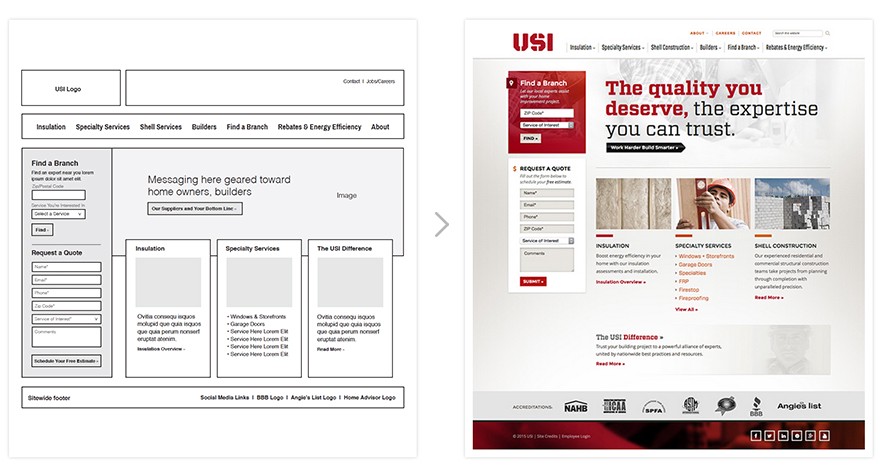 USI Logo
Contact | Jobs/Careers
Insulation Specialty Services Shell Services Builders Find a Branch Rebates & Energy Efficiency About
Find a Branch
Find an expert near you lorem
ipsum dolor sit amet elit
Zip/Postal Code
Service You're Interested In
Select a Service
Find ›
Request a Quote
Name*
Email*
Phone*
Zip Code*
Service of Interest*
Comments
Schedule Your Free Estimate ›
Messaging here geared toward
home owners, builders
Our Suppliers and Your Bottom Line ›
Image
Insulation
Ovitia consequ isquos
molupid que quia isquos
que quia perum nonserf
eruptat enatim.
Insulation Overview ›
Specialty Services
• Windows & Storefronts
• Garage Doors
• Service Here Lorem Elit
• Service Here Lorem Elit
• Service Here Lorem Elit
• Service Here Lorem Elit
The USI Difference
Ovitia consequ isquos
molupid que quia isquos
que quia perum nonserf
eruptat enatim.
Read More ›
Sitewide footer
Social Media Links | BBB Logo | Angie's List Logo | Home Advisor Logo
USI
ABOUT CAREERS CONTACT
Insulation Specialty Services Shell Construction Builders Find a Branch Rebates & Energy Efficiency
Find a Branch
Let our local experts assist
with your home
improvement project.
ZIP Code*
Service of Interest
FIND »
$ REQUEST A QUOTE
Fill out the form below to
schedule your free estimate.
Name*
Email*
Phone*
ZIP Code*
Service of Interest
Comments
SUBMIT »
The quality you
deserve, the expertise
you can trust.
Work Harder Build Smarter »
INSULATION
Boost energy efficiency in your
home with our insulation
assessments and installation.
Insulation Overview »
SPECIALTY SERVICES
• Windows + Storefronts
• Garage Doors
• Specialties
• FRP
• Firestop
• Fireproofing
View All »
SHELL CONSTRUCTION
Our experienced residential and
commercial structural construction
teams take projects from planning
through completion with
unparalleled precision.
Read More »
The USI Difference »
Trust your building project to a powerful alliance of experts,
united by nationwide best practices and resources.
Read More »
ACCREDITATIONS:
NAHB
ICAA
SPFA
BBB
Angie's list
© 2015 USI | Site Credits | Employee Login